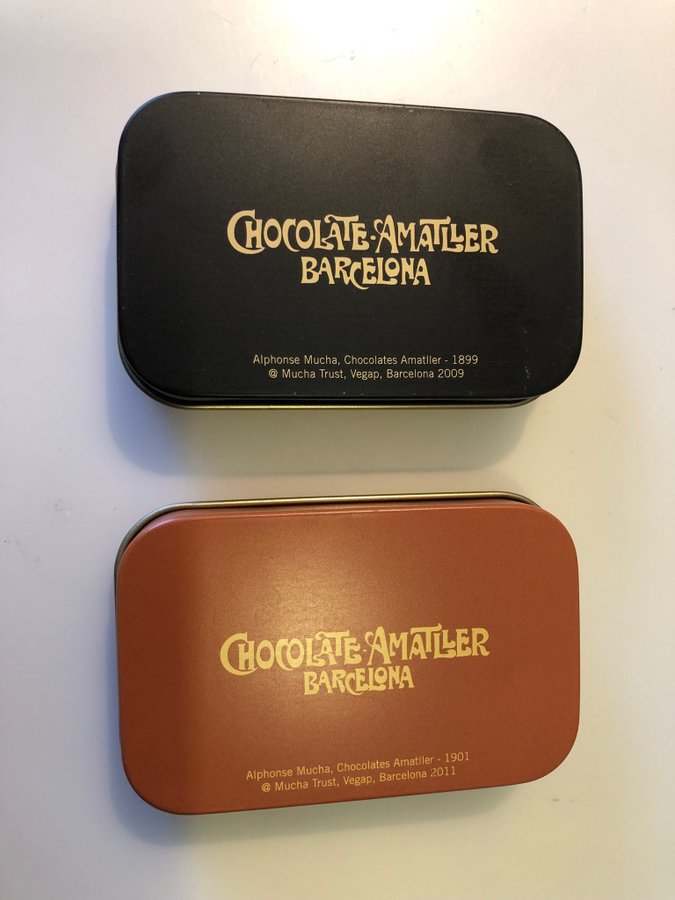 CHOCOLATE·AMATLLER
BARCELONA
Alphonse Mucha, Chocolates Amatller - 1899
@ Mucha Trust, Vegap, Barcelona 2009
CHOCOLATE·AMATLLER
BARCELONA
Alphonse Mucha, Chocolates Amatller - 1901
@ Mucha Trust, Vegap, Barcelona 2011